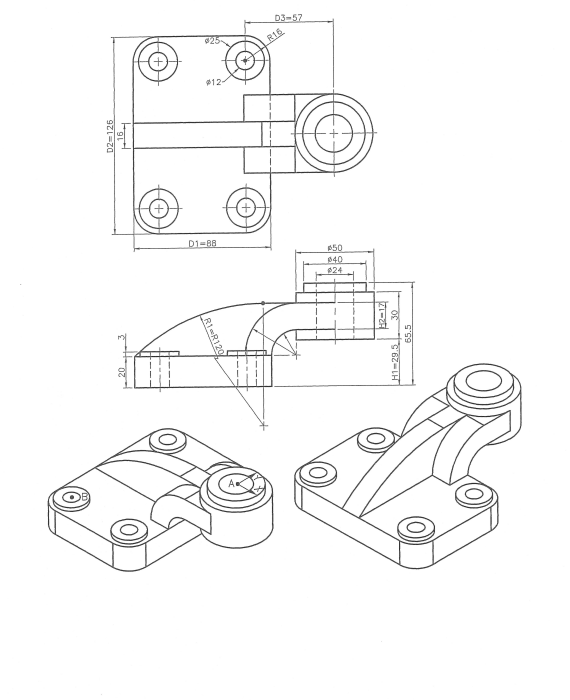 D3=57
ø25
R16
ø12
D2=126
16
D1=88
ø50
ø40
ø24
R1=R120
3
20
H2=17
30
65.5
H1=29.5
A
Y
X
B